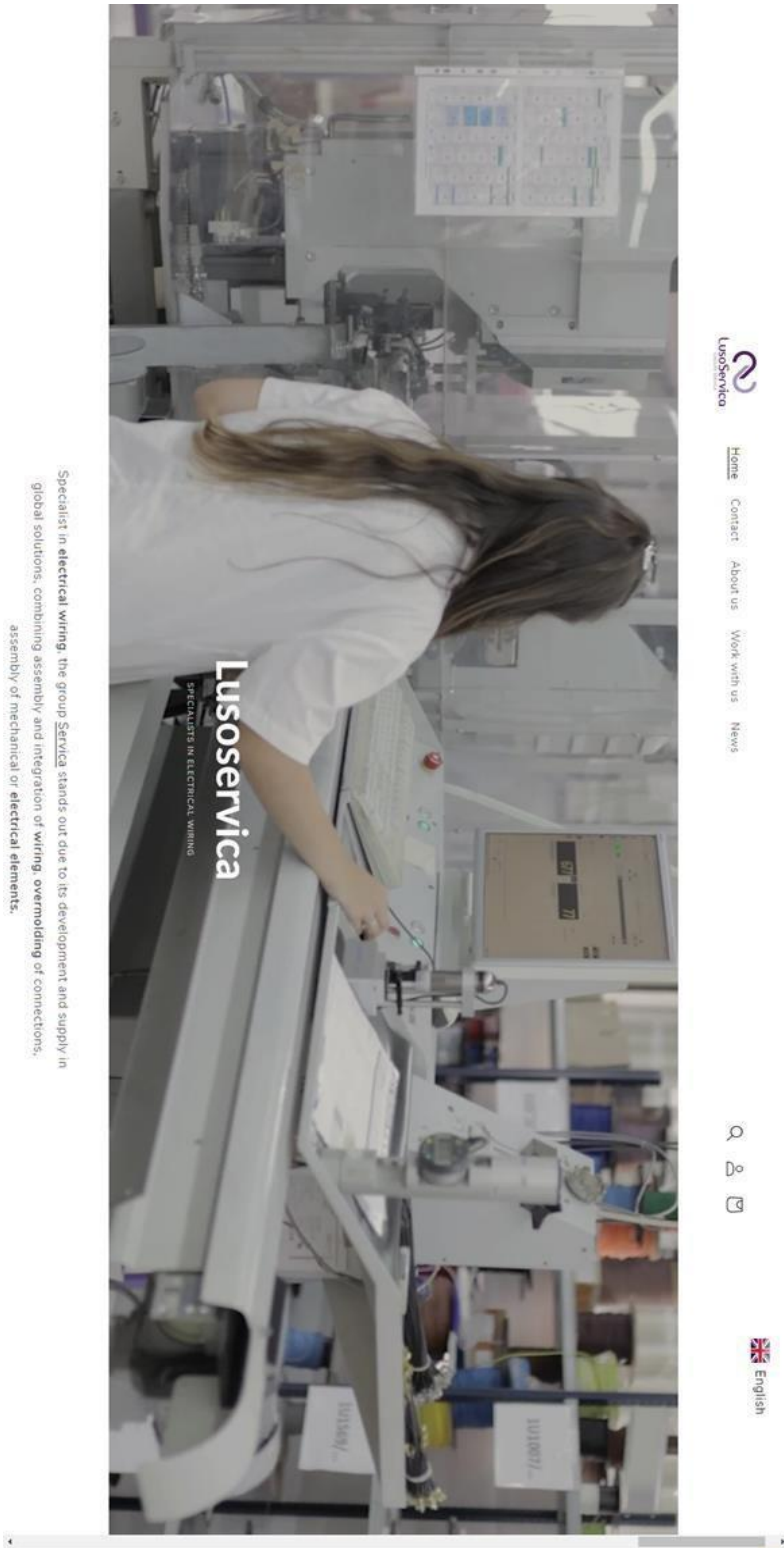 LusoServica
Home Contact About us Work with us News
English
Lusoservica
SPECIALISTS IN ELECTRICAL WIRING
1U1007/...
Specialist in electrical wiring, the group Servica stands out due to its development and supply in
global solutions, combining assembly and integration of wiring, overmolding of connections,
assembly of mechanical or electrical elements.